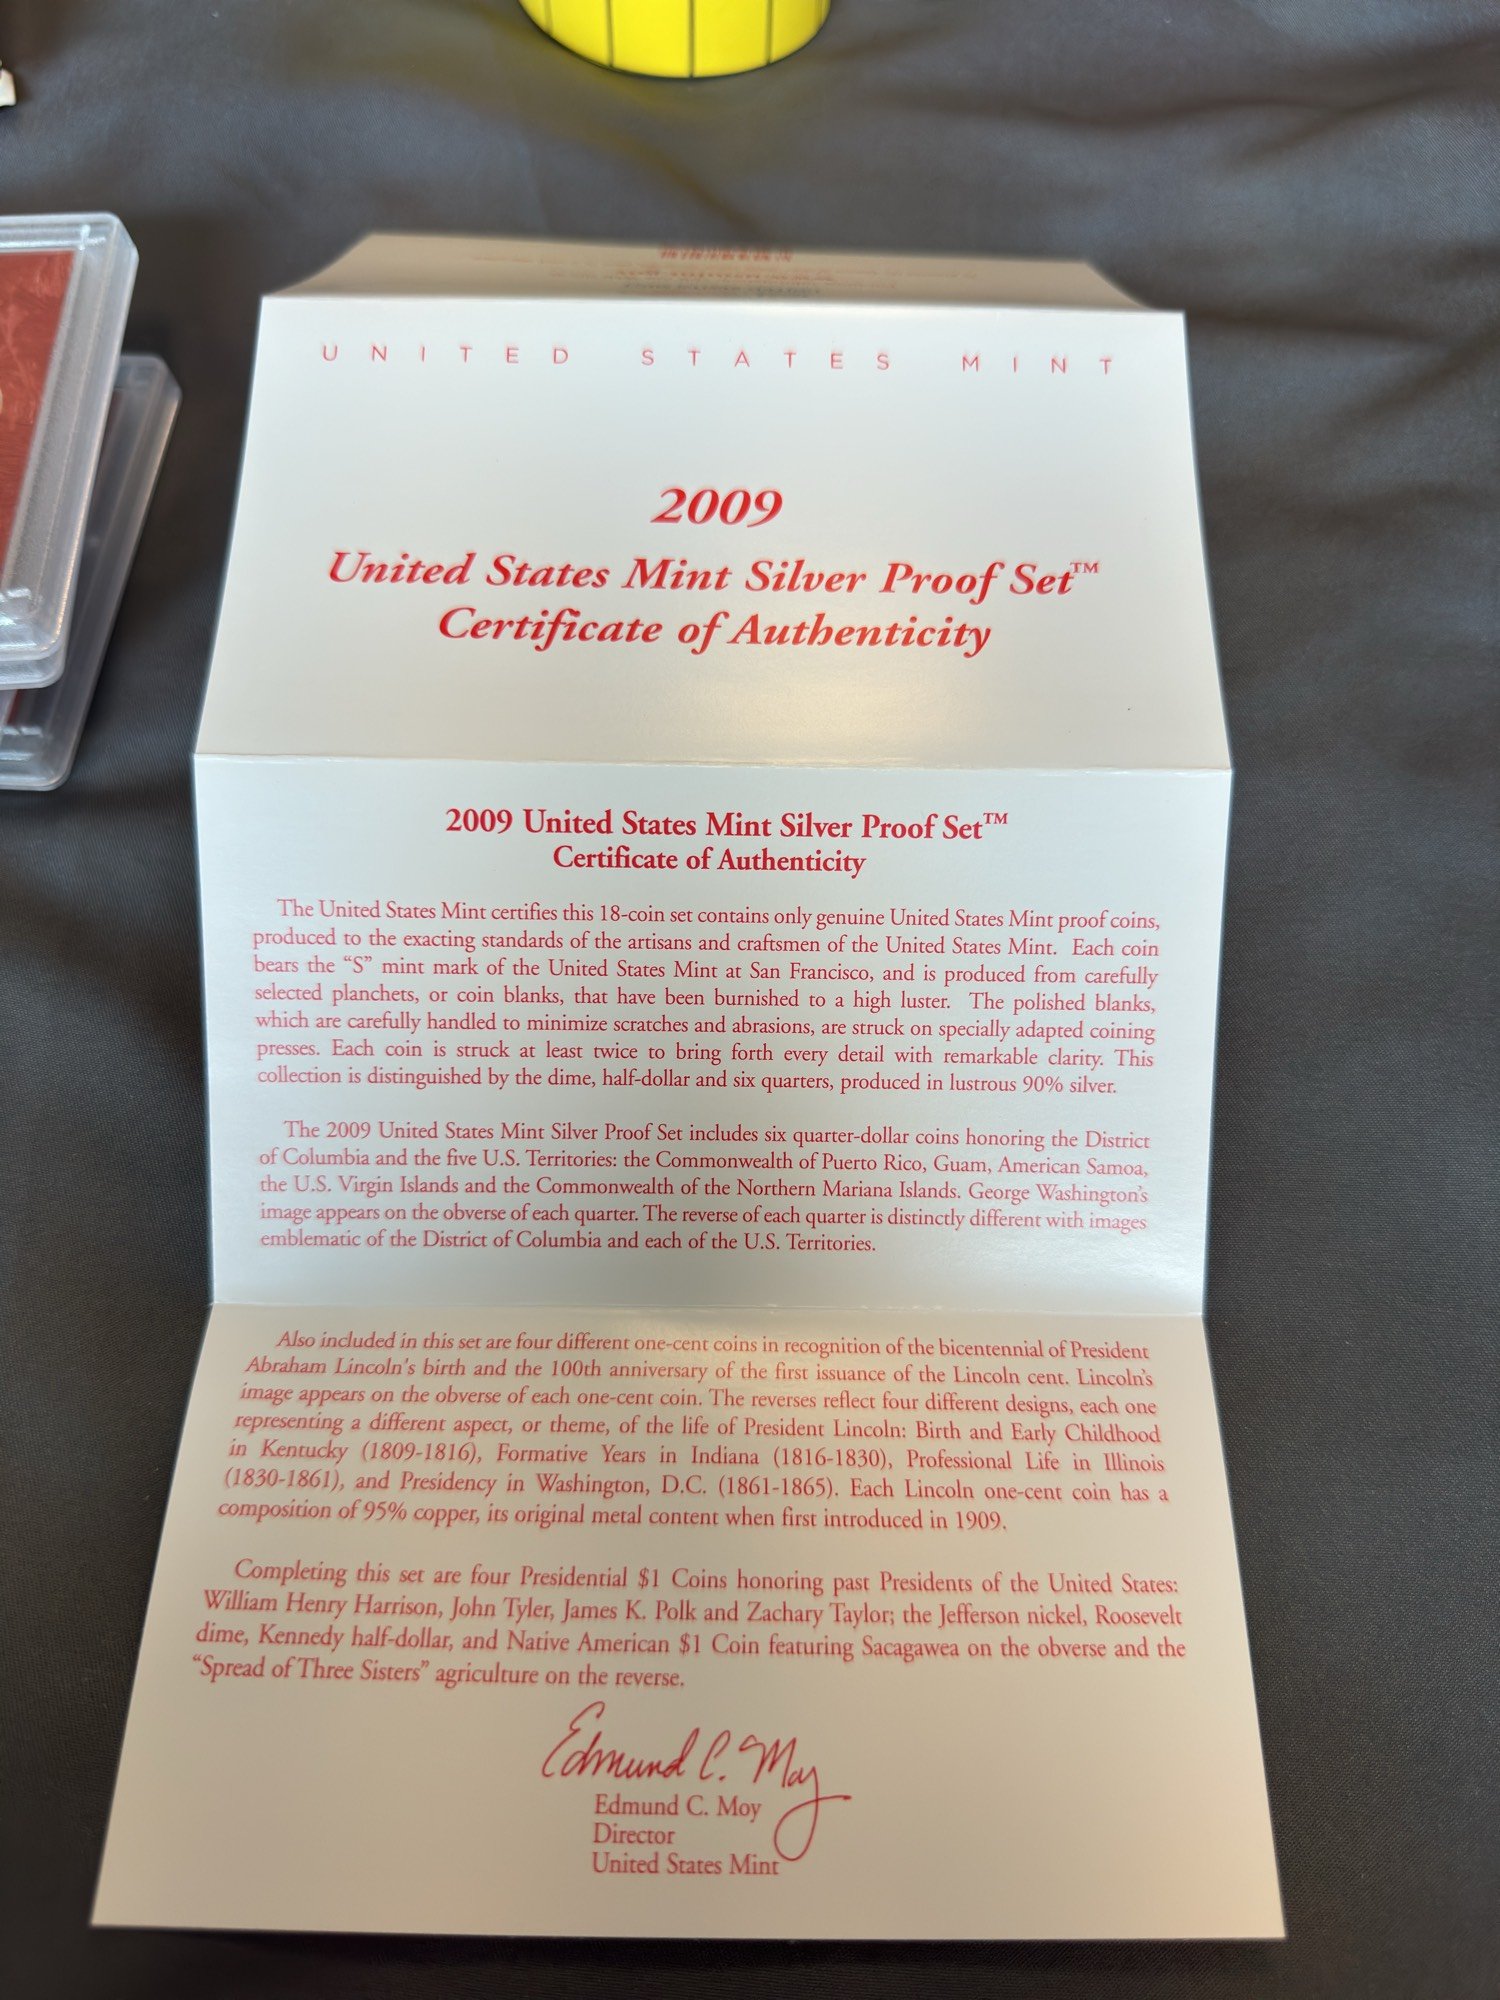 UNITED STATES MINT
2009
United States Mint Silver Proof Set™
Certificate of Authenticity
2009 United States Mint Silver Proof Set™
Certificate of Authenticity
The United States Mint certifies this 18-coin set contains only genuine United States Mint proof coins,
produced to the exacting standards of the artisans and craftsmen of the United States Mint. Each coin
bears the “S” mint mark of the United States Mint at San Francisco, and is produced from carefully
selected planchets, or coin blanks, that have been burnished to a high luster. The polished blanks,
which are carefully handled to minimize scratches and abrasions, are struck on specially adapted coining
presses. Each coin is struck at least twice to bring forth every detail with remarkable clarity. This
collection is distinguished by the dime, half-dollar and six quarters, produced in lustrous 90% silver.
The 2009 United States Mint Silver Proof Set includes six quarter-dollar coins honoring the District
of Columbia and the five U.S. Territories: the Commonwealth of Puerto Rico, Guam, American Samoa,
the U.S. Virgin Islands and the Commonwealth of the Northern Mariana Islands. George Washington's
image appears on the obverse of each quarter. The reverse of each quarter is distinctly different with images
emblematic of the District of Columbia and each of the U.S. Territories.
Also included in this set are four different one-cent coins in recognition of the bicentennial of President
Abraham Lincoln's birth and the 100th anniversary of the first issuance of the Lincoln cent. Lincoln's
image appears on the obverse of each one-cent coin. The reverses reflect four different designs, each one
representing a different aspect, or theme, of the life of President Lincoln: Birth and Early Childhood
in Kentucky (1809-1816), Formative Years in Indiana (1816-1830), Professional Life in Illinois
(1830-1861), and Presidency in Washington, D.C. (1861-1865). Each Lincoln one-cent coin has a
composition of 95% copper, its original metal content when first introduced in 1909.
Completing this set are four Presidential $1 Coins honoring past Presidents of the United States:
William Henry Harrison, John Tyler, James K. Polk and Zachary Taylor; the Jefferson nickel, Roosevelt
dime, Kennedy half-dollar, and Native American $1 Coin featuring Sacagawea on the obverse and the
“Spread of Three Sisters” agriculture on the reverse.
Edmund C. Moy
Edmund C. Moy
Director
United States Mint